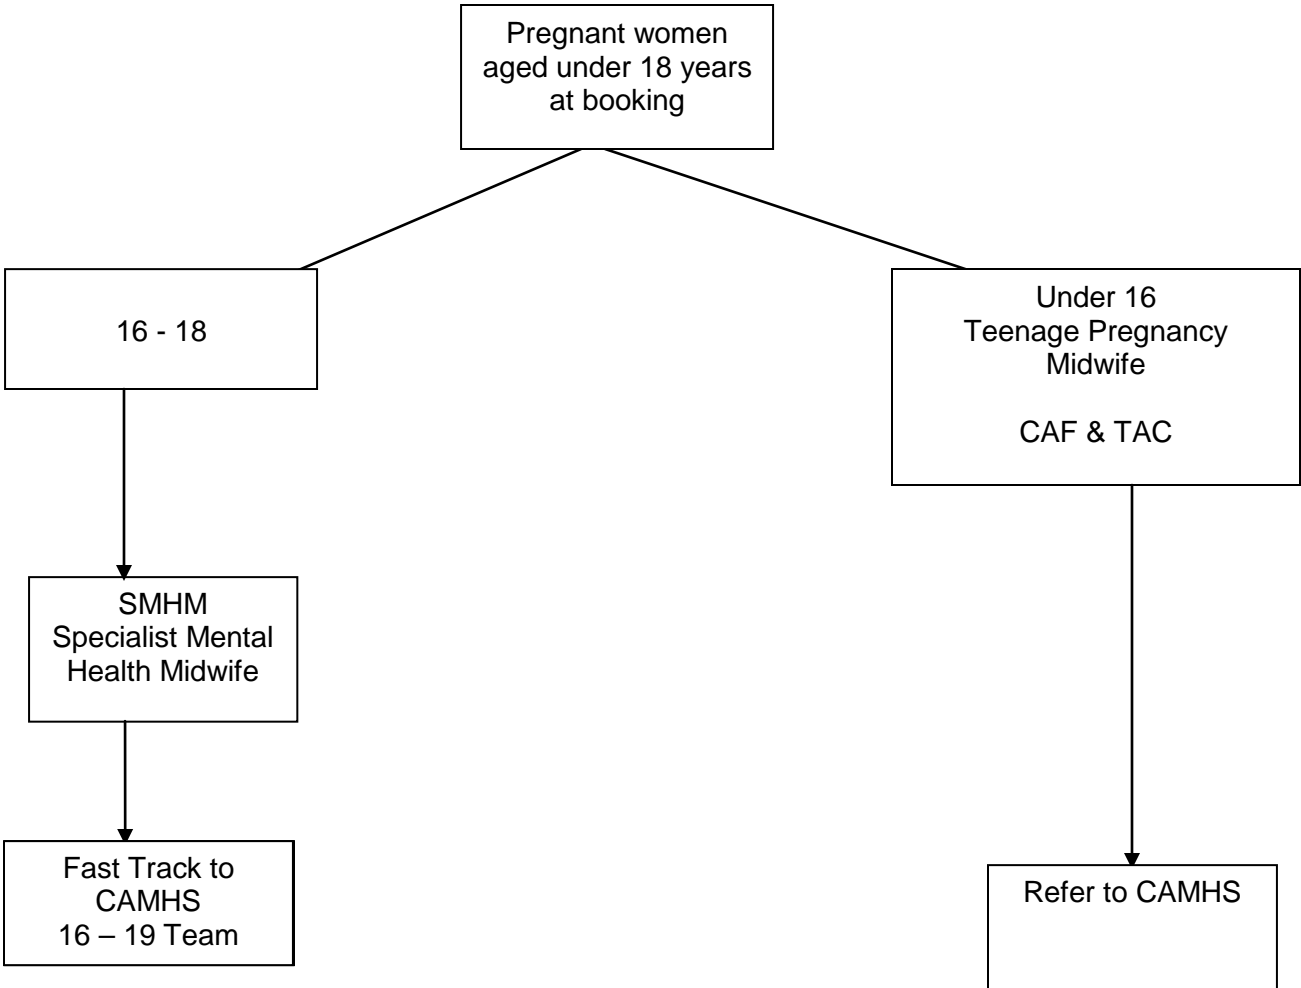 Pregnant women
aged under 18 years
at booking
16 - 18
Under 16
Teenage Pregnancy
Midwife
CAF & TAC
SMHM
Specialist Mental
Health Midwife
Fast Track to
CAMHS
16 – 19 Team
Refer to CAMHS